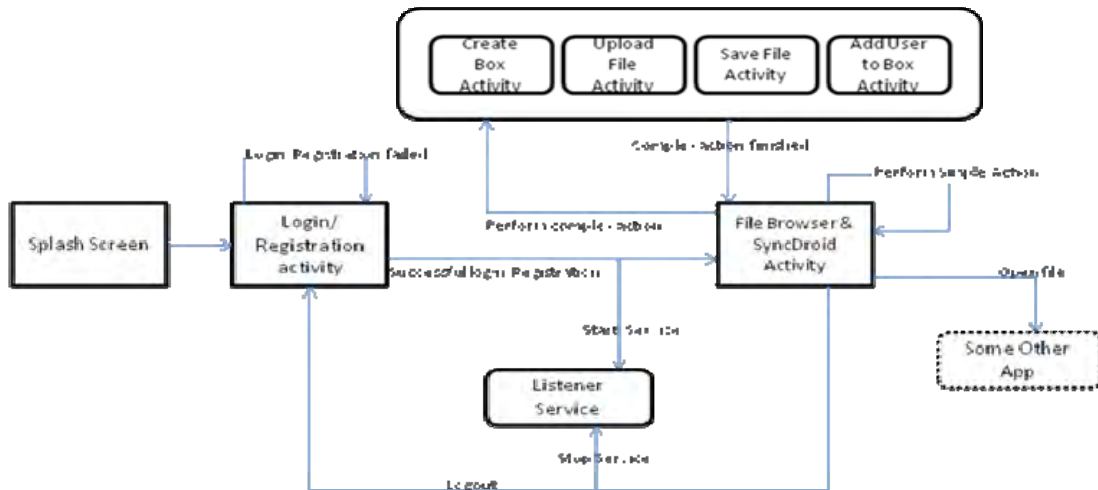 Create
Box
Activity
Upload
File
Activity
Save File
Activity
Add User
to Box
Activity
Login Registration failed
Complex action finished
Perform Simple Action
Splash Screen
Login/
Registration
activity
Perform complex action
File Browser &
SyncDroid
Activity
Successful login Registration
Open file
Start Service
Some Other
App
Listener
Service
Stop Service
Logout